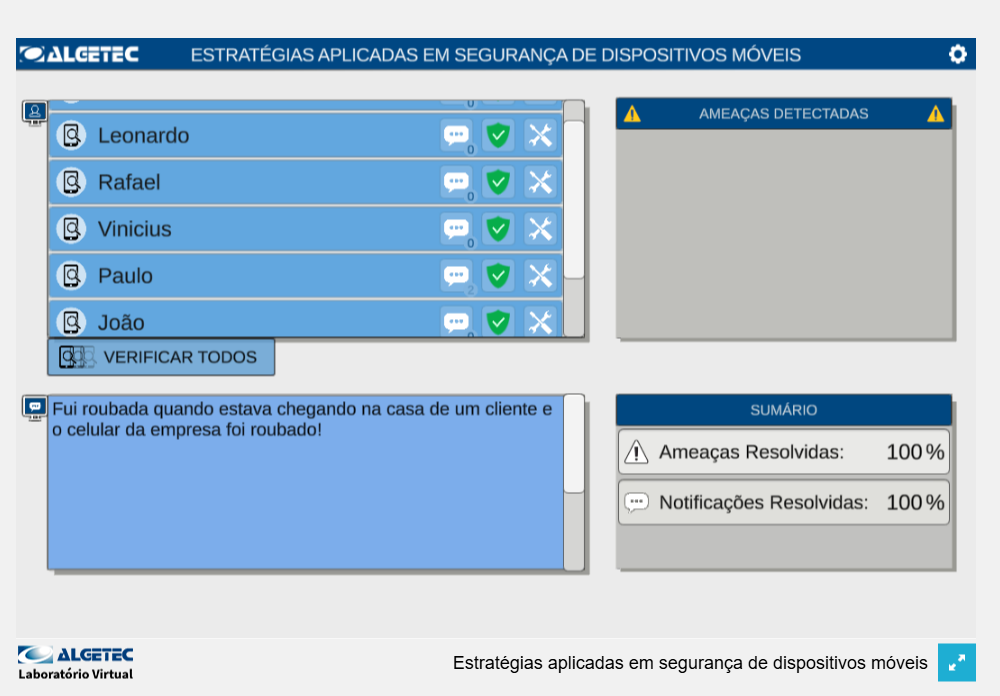 ALGETEC
ESTRATÉGIAS APLICADAS EM SEGURANÇA DE DISPOSITIVOS MÓVEIS
0
Leonardo
0
Rafael
0
Vinicius
0
Paulo
2
João
VERIFICAR TODOS
AMEAÇAS DETECTADAS
Fui roubada quando estava chegando na casa de um cliente e
o celular da empresa foi roubado!
SUMÁRIO
Ameaças Resolvidas: 100 %
Notificações Resolvidas: 100 %
ALGETEC
Laboratório Virtual
Estratégias aplicadas em segurança de dispositivos móveis